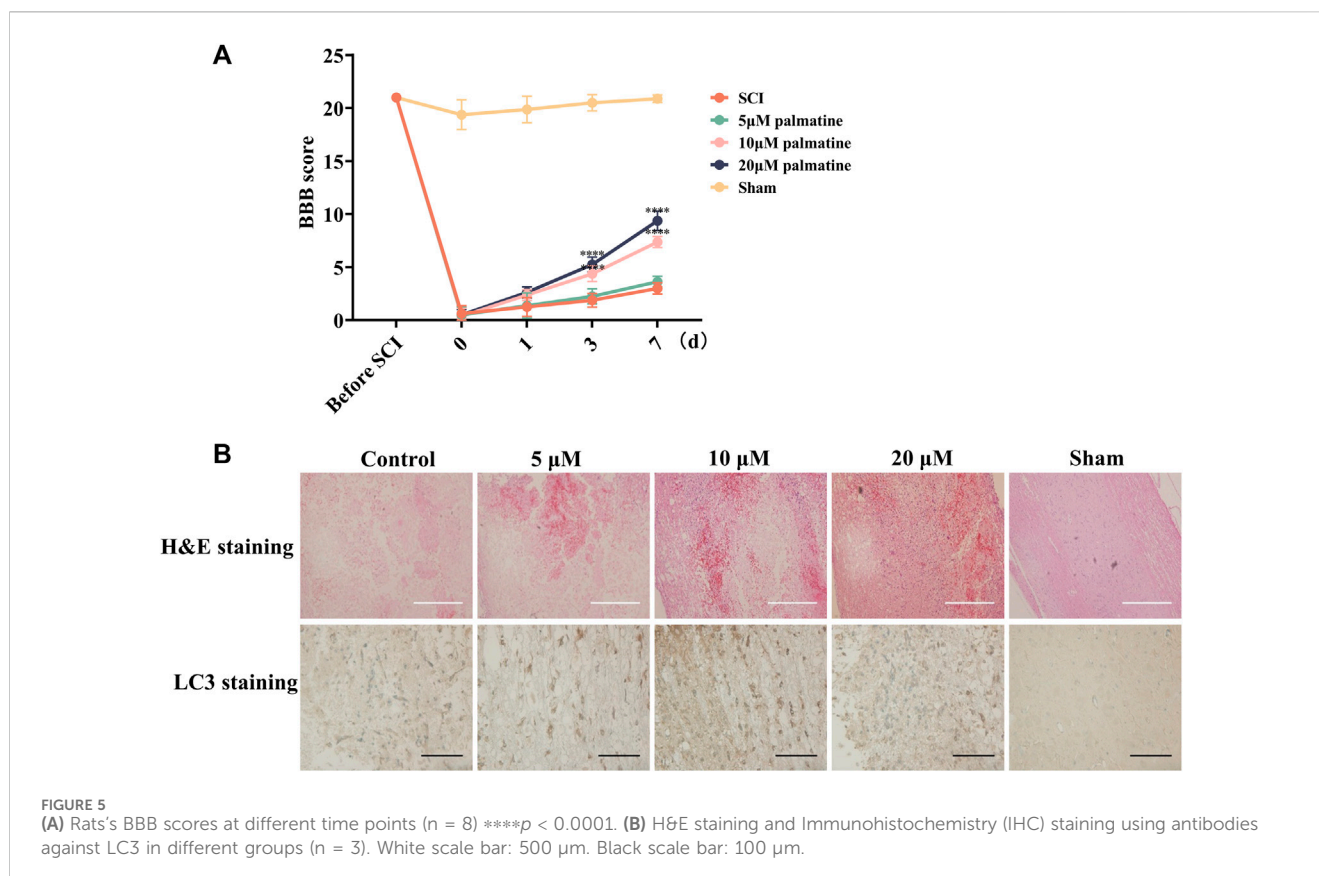 A
25
20
15
10
5
0
BBB score
Before SCI
0
1
3
7
(d)
SCI
5μM palmatine
10μM palmatine
20μM palmatine
Sham
****
****
****
****
B
Control
5 μM
10 μM
20 μM
Sham
H&E staining
LC3 staining
FIGURE 5
(A) Rats's BBB scores at different time points (n = 8) ****p < 0.0001. (B) H&E staining and Immunohistochemistry (IHC) staining using antibodies
against LC3 in different groups (n = 3). White scale bar: 500 μm. Black scale bar: 100 μm.